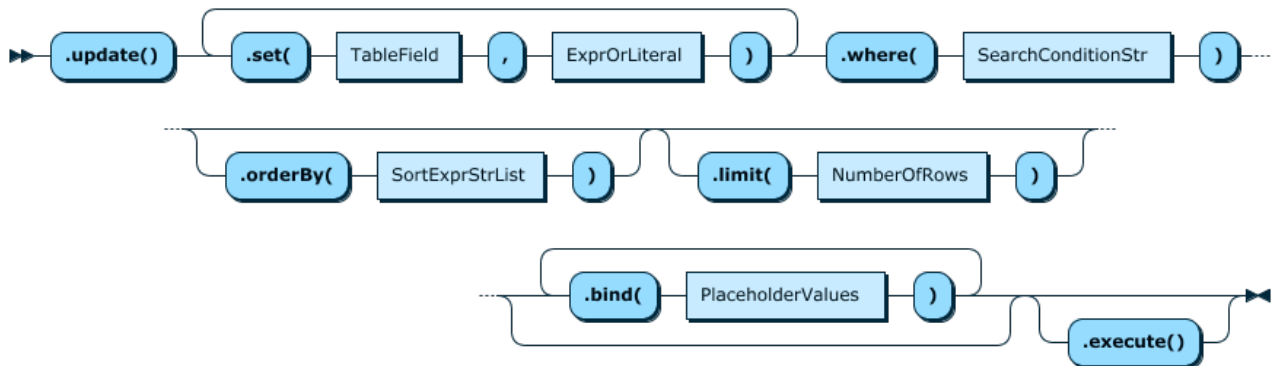 .update() .set( TableField , ExprOrLiteral ) .where( SearchConditionStr )
.orderBy( SortExprStrList ) .limit( NumberOfRows )
.bind( PlaceholderValues )
.execute()